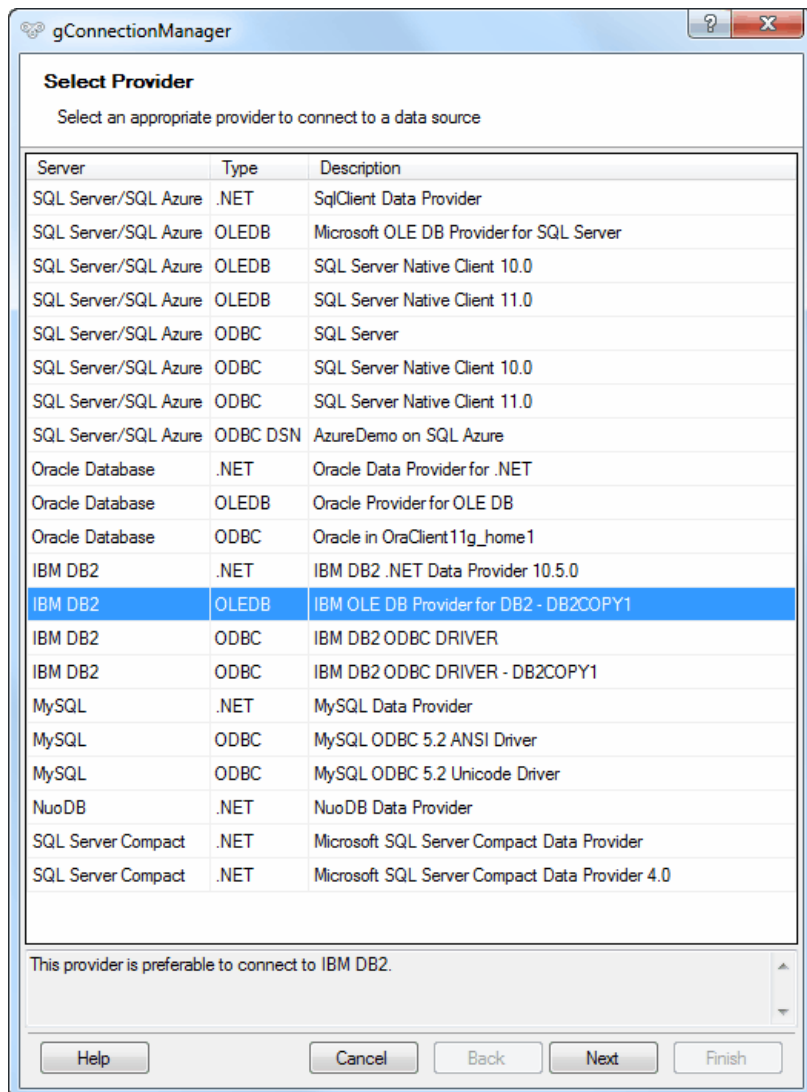 gConnectionManager
Select Provider
Select an appropriate provider to connect to a data source
Server Type Description
SQL Server/SQL Azure .NET SqlClient Data Provider
SQL Server/SQL Azure OLEDB Microsoft OLE DB Provider for SQL Server
SQL Server/SQL Azure OLEDB SQL Server Native Client 10.0
SQL Server/SQL Azure OLEDB SQL Server Native Client 11.0
SQL Server/SQL Azure ODBC SQL Server
SQL Server/SQL Azure ODBC SQL Server Native Client 10.0
SQL Server/SQL Azure ODBC SQL Server Native Client 11.0
SQL Server/SQL Azure ODBC DSN AzureDemo on SQL Azure
Oracle Database .NET Oracle Data Provider for .NET
Oracle Database OLEDB Oracle Provider for OLE DB
Oracle Database ODBC Oracle in OraClient11g_home1
IBM DB2 .NET IBM DB2 .NET Data Provider 10.5.0
IBM DB2 OLEDB IBM OLE DB Provider for DB2 - DB2COPY1
IBM DB2 ODBC IBM DB2 ODBC DRIVER
IBM DB2 ODBC IBM DB2 ODBC DRIVER - DB2COPY1
MySQL .NET MySQL Data Provider
MySQL ODBC MySQL ODBC 5.2 ANSI Driver
MySQL ODBC MySQL ODBC 5.2 Unicode Driver
NuoDB .NET NuoDB Data Provider
SQL Server Compact .NET Microsoft SQL Server Compact Data Provider
SQL Server Compact .NET Microsoft SQL Server Compact Data Provider 4.0
This provider is preferable to connect to IBM DB2.
Help Cancel Back Next Finish